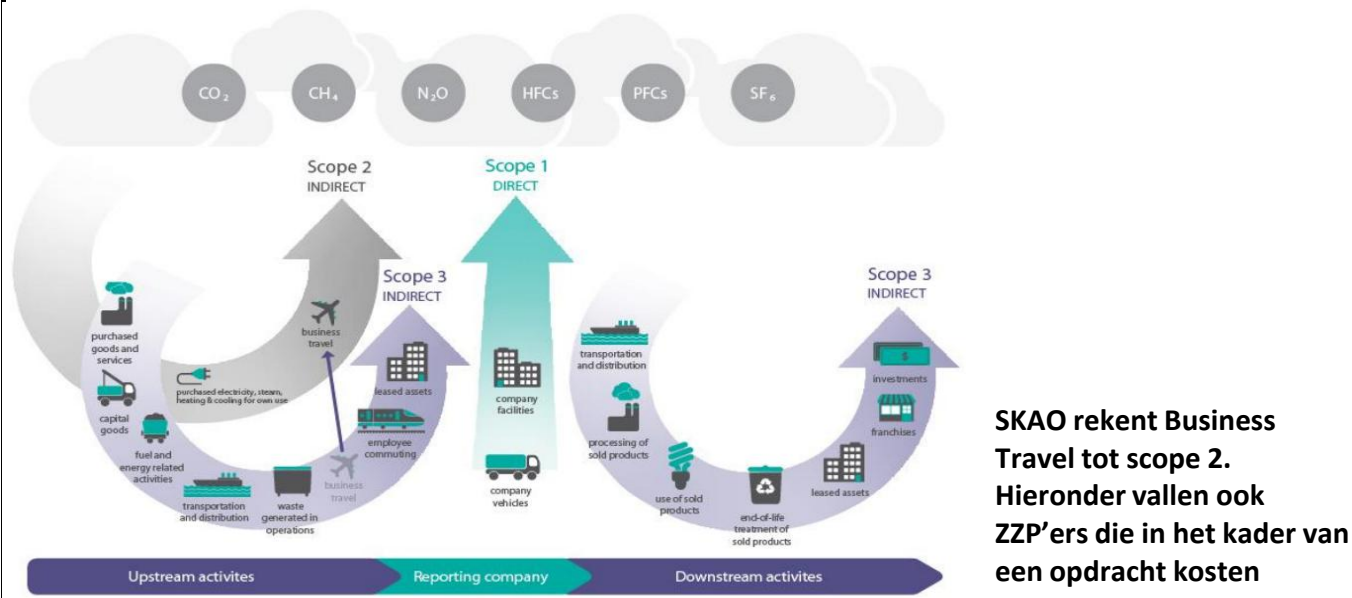 CO₂
CH₄
N₂O
HFCs
PFCs
SF₆
Scope 2
INDIRECT
Scope 1
DIRECT
Scope 3
INDIRECT
Scope 3
INDIRECT
purchased
goods and
services
capital
goods
fuel and
energy related
activities
transportation
and distribution
waste
generated in
operations
business
travel
employee
commuting
leased assets
business
travel
purchased electricity, steam,
heating & cooling for own use
company
facilities
company
vehicles
transportation
and distribution
processing of
sold products
use of sold
products
end-of-life
treatment of
sold products
leased assets
franchises
investments
Upstream activites
Reporting company
Downstream activites
SKAO rekent Business
Travel tot scope 2.
Hieronder vallen ook
ZZP’ers die in het kader van
een opdracht kosten